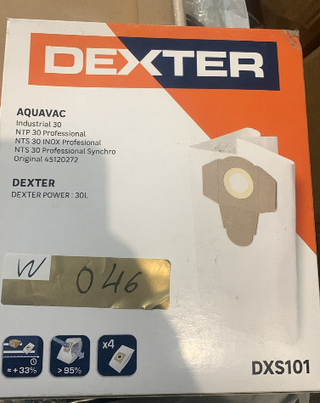 DEXTER
AQUAVAC
Industrial 30
NTP 30 Professional
NTS 30 INOX Profesional
NTS 30 Professional Synchro
Original 45120272
DEXTER
DEXTER POWER : 30L
W 046
x4
≈ +33%
> 95%
DXS101